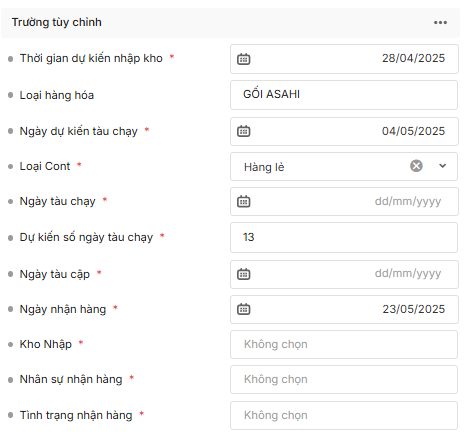 Trường tùy chỉnh
Thời gian dự kiến nhập kho * 28/04/2025
Loại hàng hóa GỐI ASAHI
Ngày dự kiến tàu chạy * 04/05/2025
Loại Cont * Hàng lẻ
Ngày tàu chạy * dd/mm/yyyy
Dự kiến số ngày tàu chạy * 13
Ngày tàu cập * dd/mm/yyyy
Ngày nhận hàng * 23/05/2025
Kho Nhập * Không chọn
Nhân sự nhận hàng * Không chọn
Tình trạng nhận hàng * Không chọn